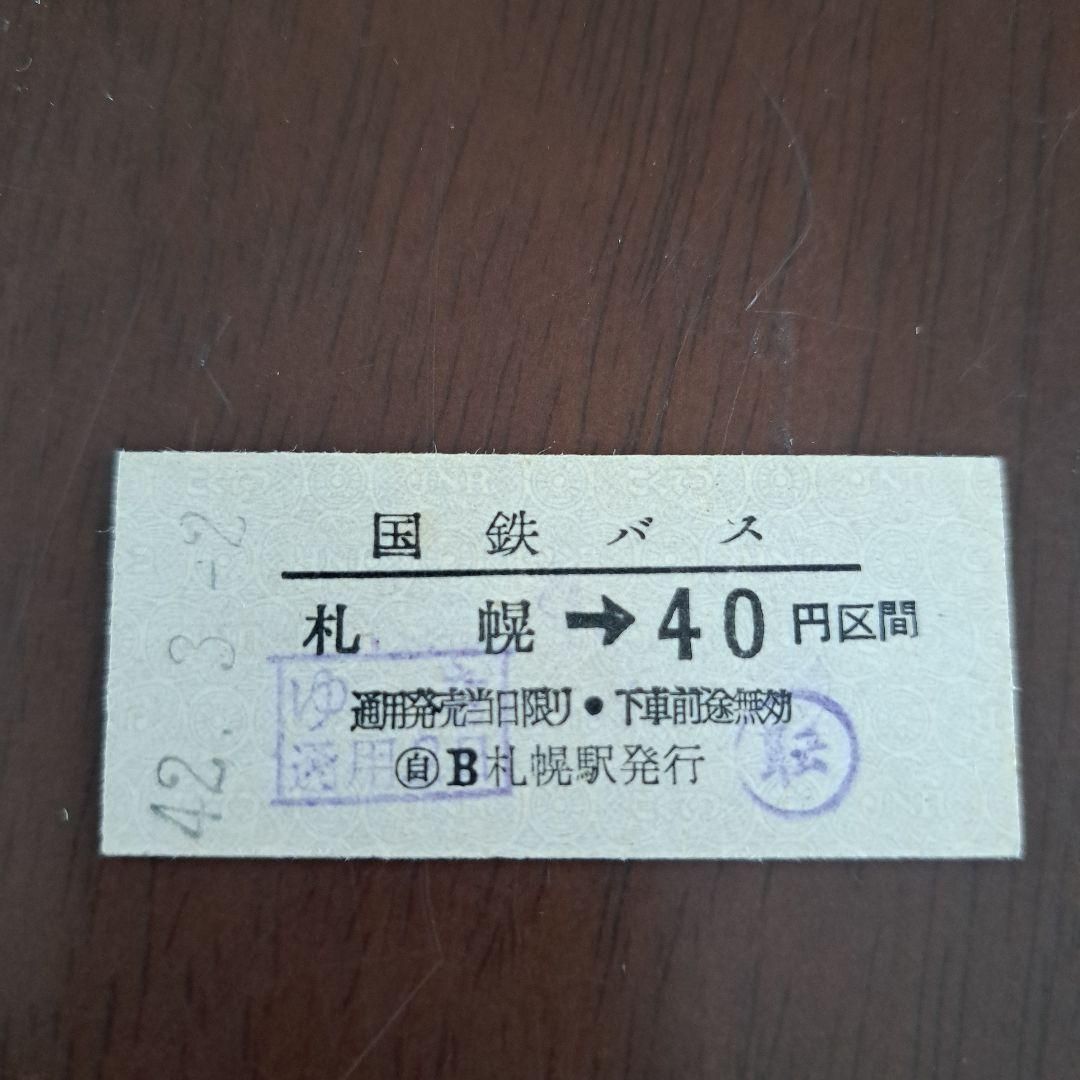 国鉄バス
札幌➔40円区間
通用発売当日限り・下車前途無効
㊀B札幌駅発行
42.3.-2